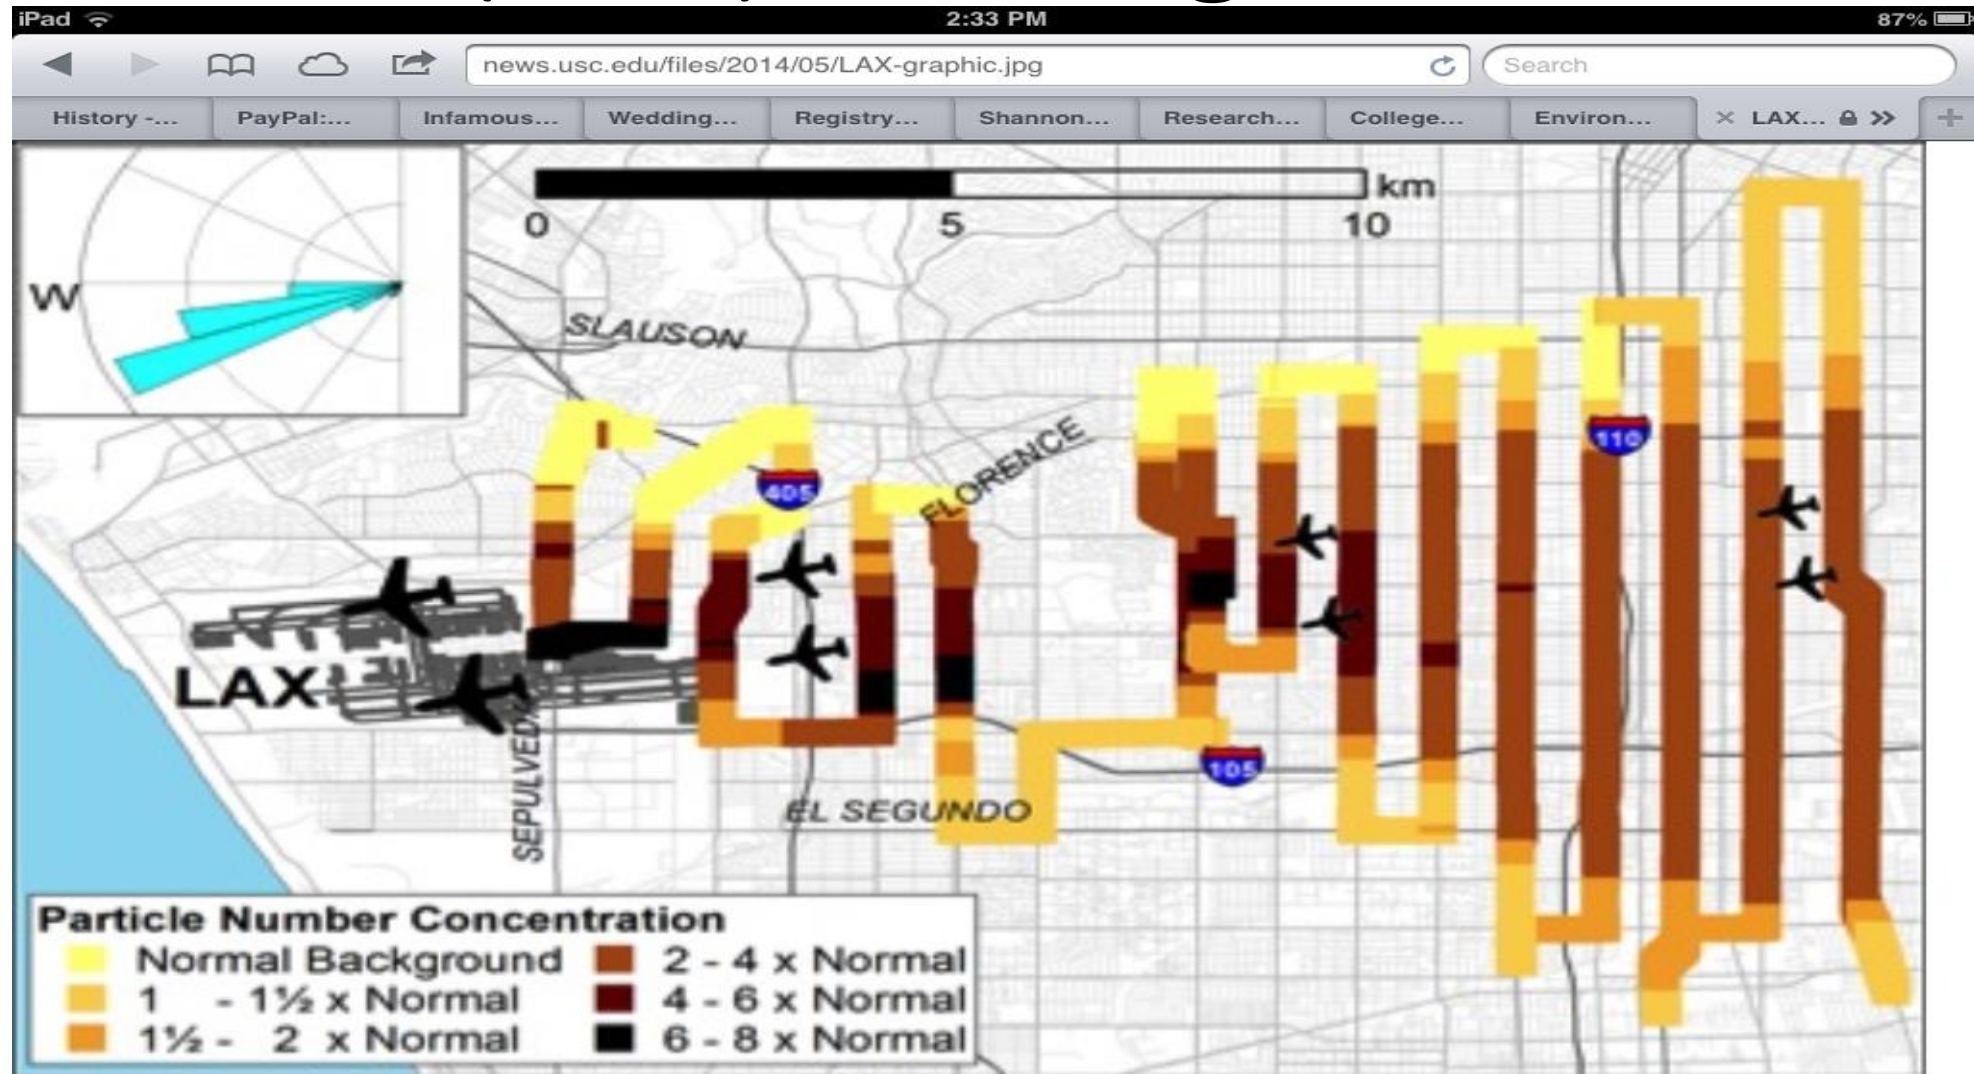 iPad 2:33 PM 87%
news.usc.edu/files/2014/05/LAX-graphic.jpg Search
History -... PayPal:... Infamous... Wedding... Registry... Shannon... Research... College... Environ... LAX...
km
0 5 10
W
SLAUSON
FLORENCE
110
405
LAX
SEPULVEDA
105
EL SEGUNDO
Particle Number Concentration
Normal Background
1 - 1½ x Normal
1½ - 2 x Normal
2 - 4 x Normal
4 - 6 x Normal
6 - 8 x Normal